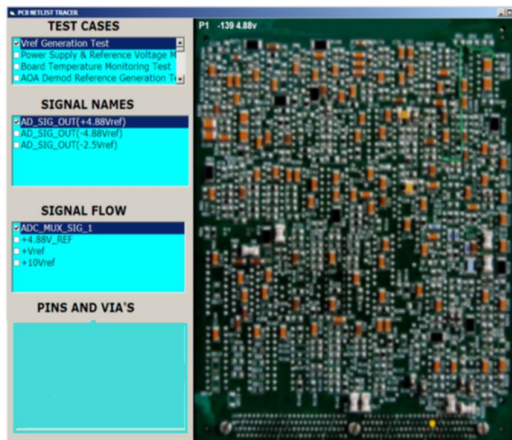 PCB NETLIST TRACER
TEST CASES
Vref Generation Test
Power Supply & Reference Voltage M
Board Temperature Monitoring Test
AOA Demod Reference Generation Te
SIGNAL NAMES
AD_SIG_OUT(+4.88Vref)
AD_SIG_OUT(-4.88Vref)
AD_SIG_OUT(-2.5Vref)
SIGNAL FLOW
ADC_MUX_SIG_1
+4.88V_REF
+Vref
+10Vref
PINS AND VIA'S
P1 -139 4.88v